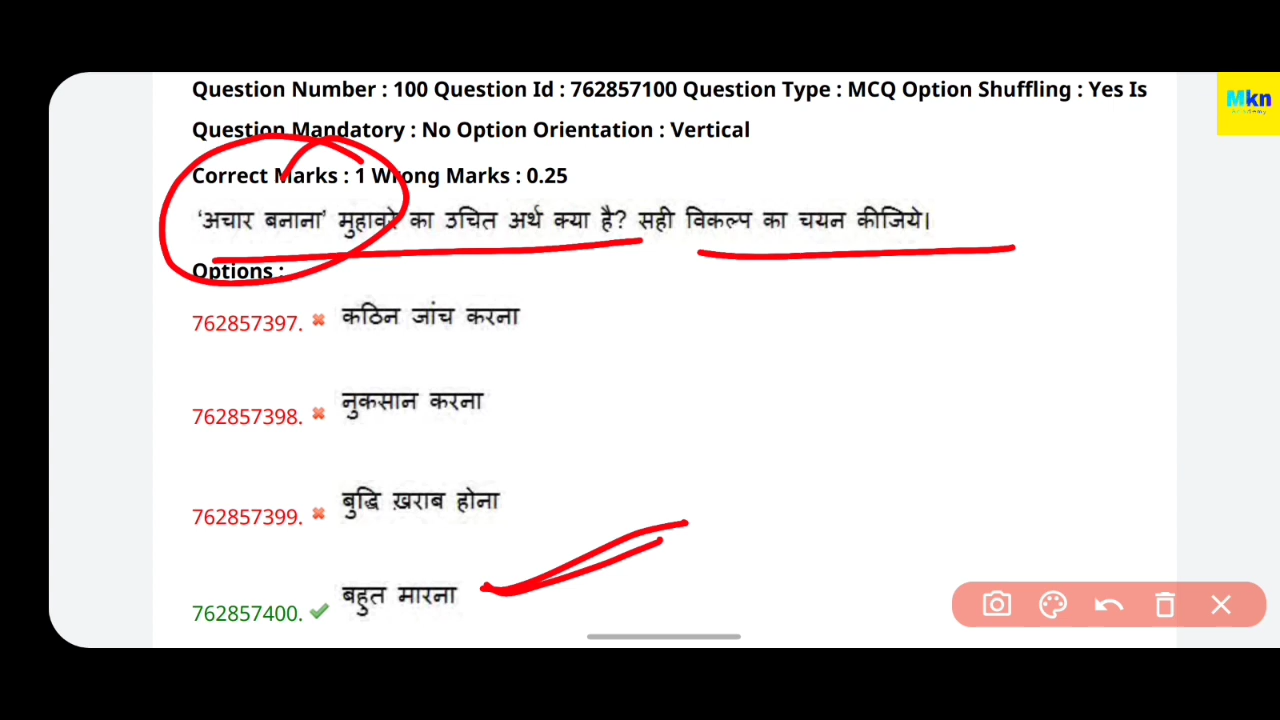 Question Number : 100 Question Id : 762857100 Question Type : MCQ Option Shuffling : Yes Is
Question Mandatory : No Option Orientation : Vertical
Correct Marks : 1 Wrong Marks : 0.25
'अचार बनाना' मुहावरे का उचित अर्थ क्या है? सही विकल्प का चयन कीजिये।
Options :
762857397. कठिन जांच करना
762857398. नुकसान करना
762857399. बुद्धि ख़राब होना
762857400. बहुत मारना
Mkn
Academy